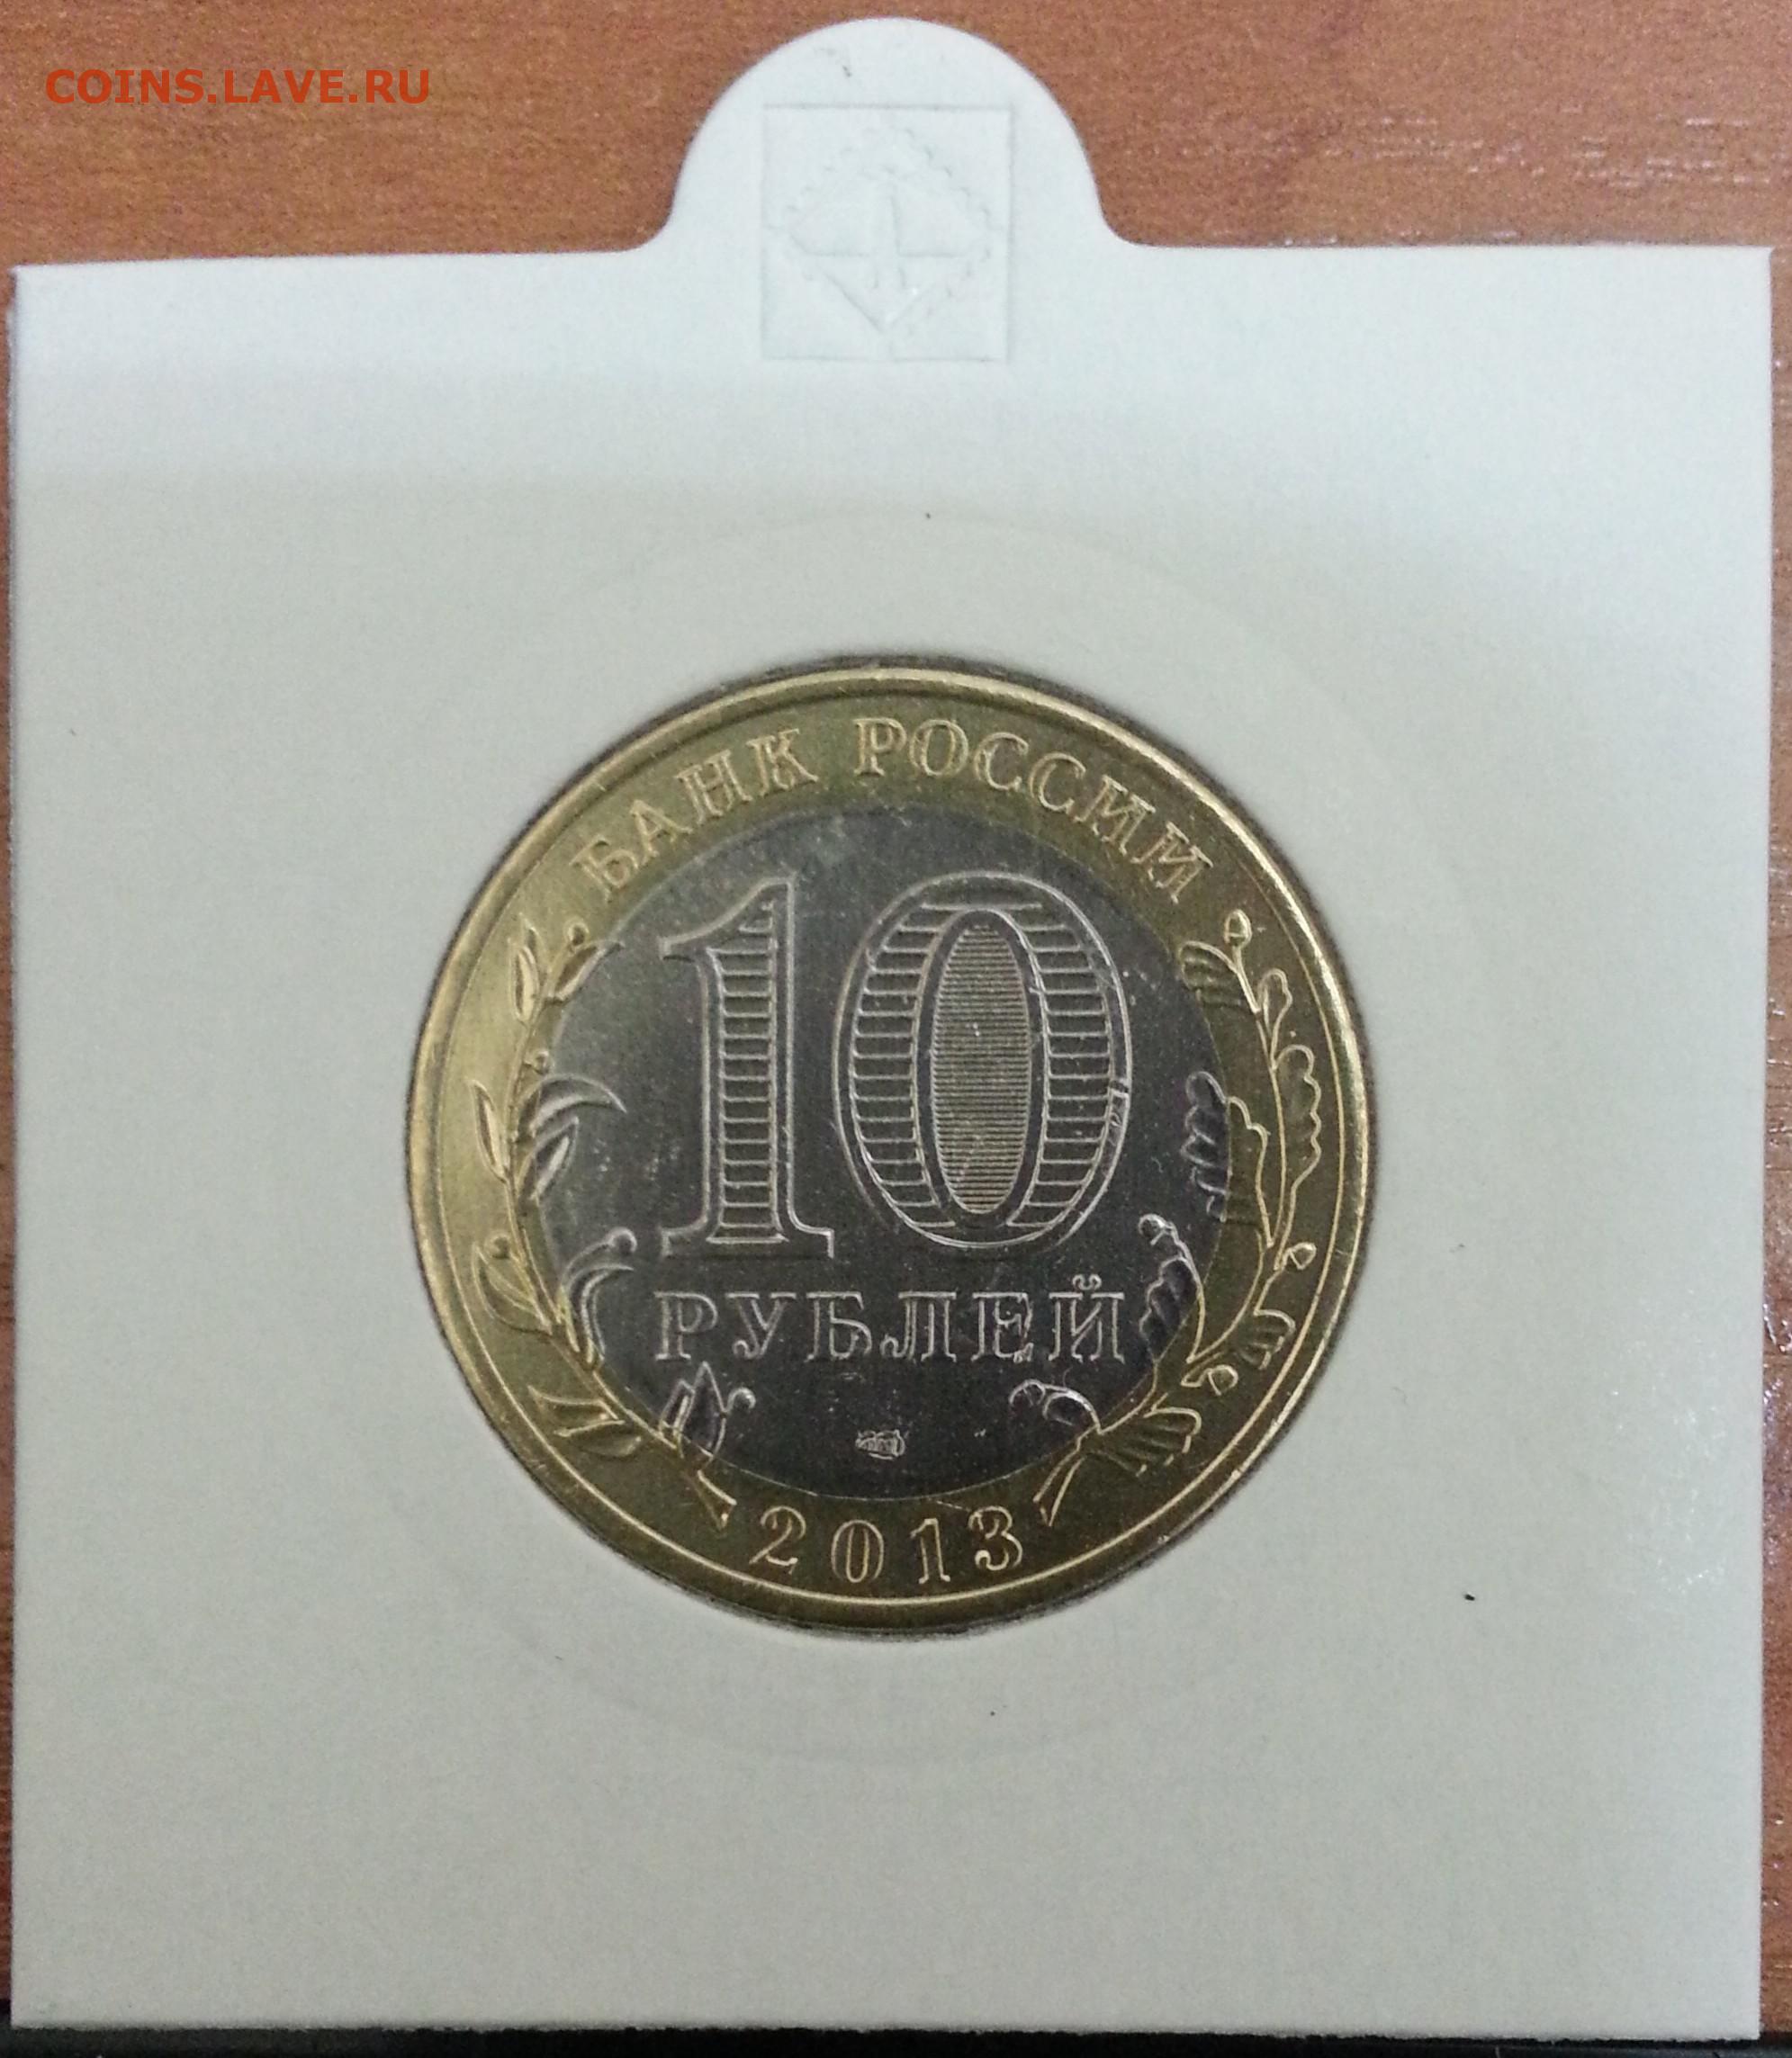 COINS.LAVE.RU
БАНК РОССИИ
10
РУБЛЕЙ
2013